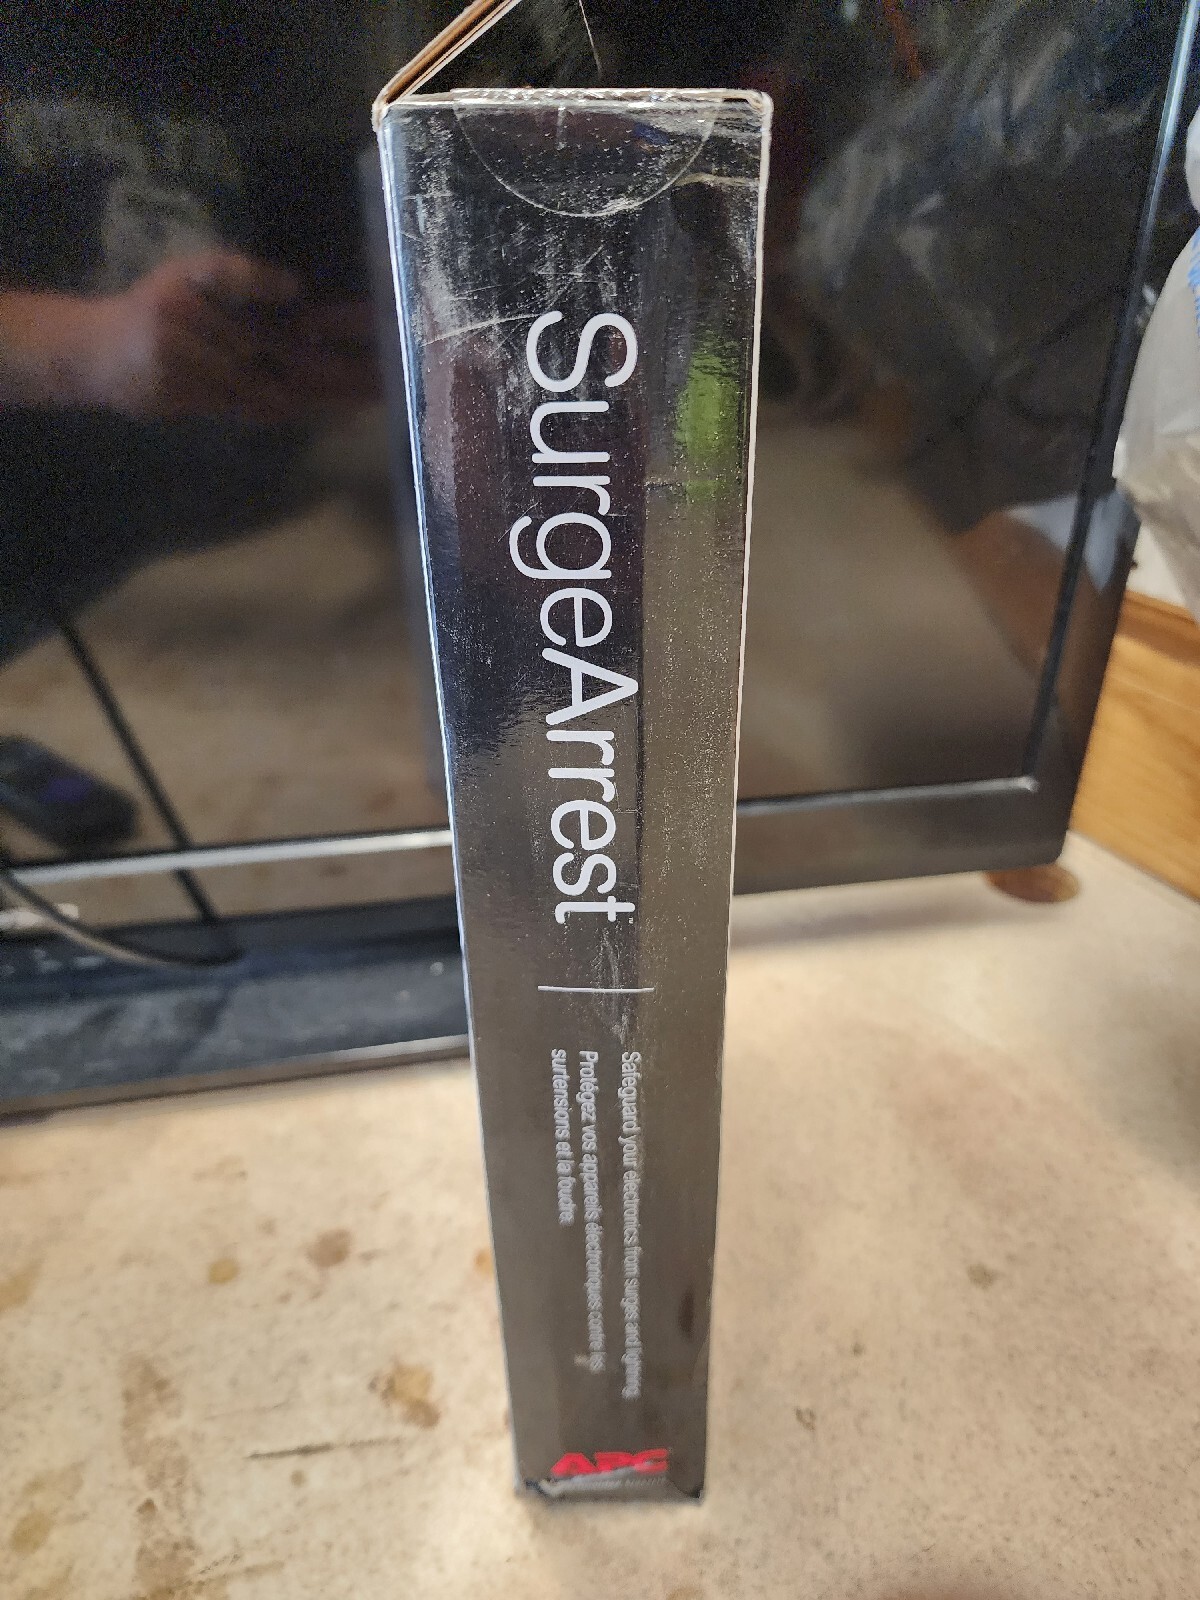 SurgeArrest
Safeguard your electronics from surges and lightning
Protégez vos appareils électroniques contre les
surtensions et la foudre
APC